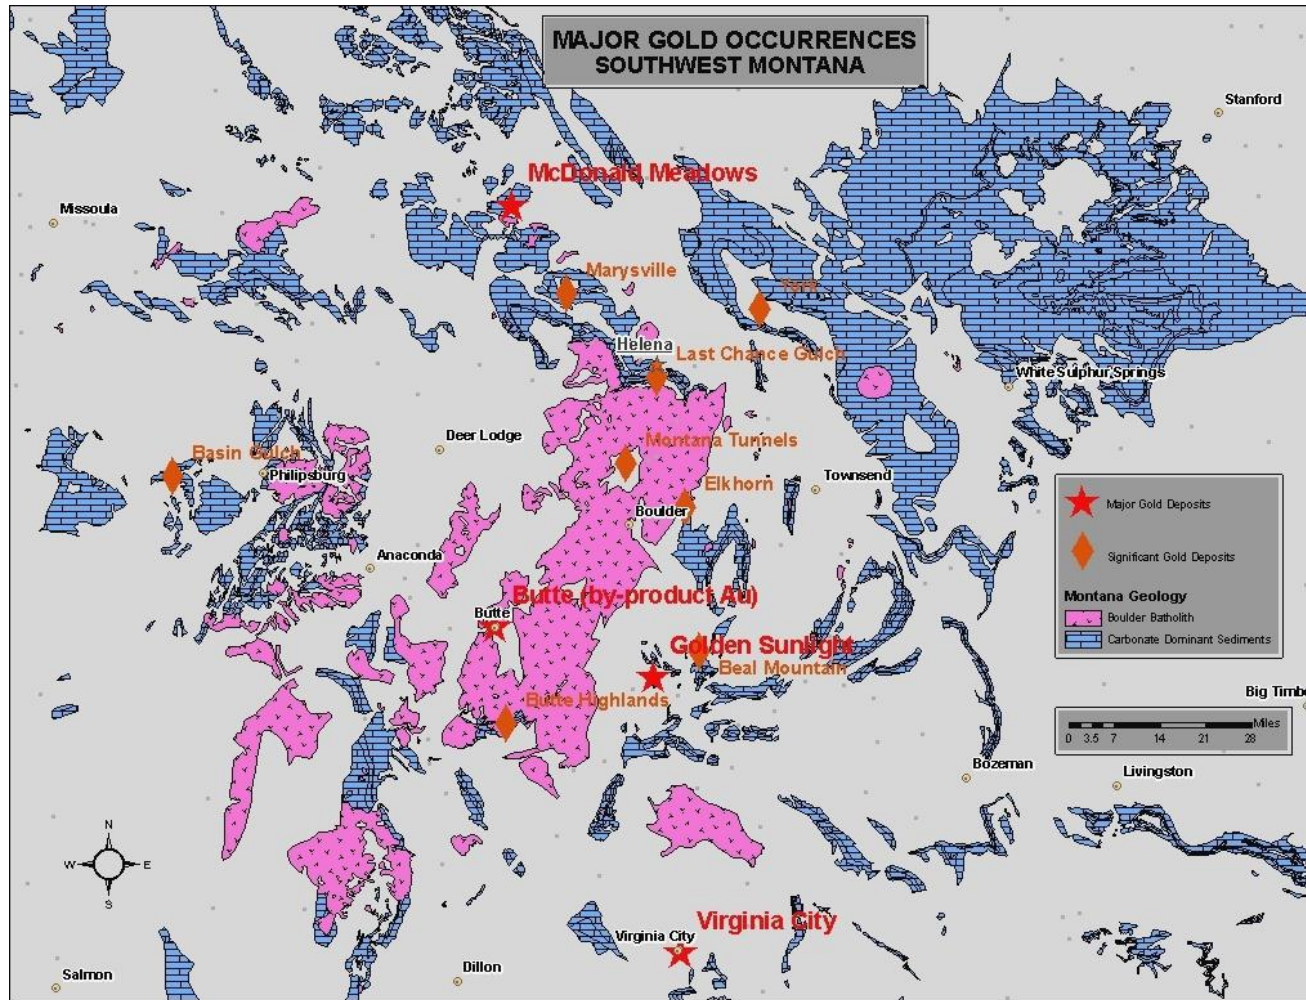 MAJOR GOLD OCCURRENCES
SOUTHWEST MONTANA
Stanford
McDonald Meadows
Missoula
Marysville
York
Helena
Last Chance Gulch
White Sulphur Springs
Deer Lodge
Montana Tunnels
Basin Gulch
Philipsburg
Elkhorn
Townsend
Boulder
Anaconda
Butte (by-product Au)
Butte
Golden Sunlight
Beal Mountain
Butte Highlands
Major Gold Deposits
Significant Gold Deposits
Montana Geology
Boulder Batholith
Carbonate Dominant Sediments
Big Timbe
Miles
0 3.5 7 14 21 28
Bozeman
Livingston
N
W E
S
Virginia City
Virginia City
Salmon
Dillon